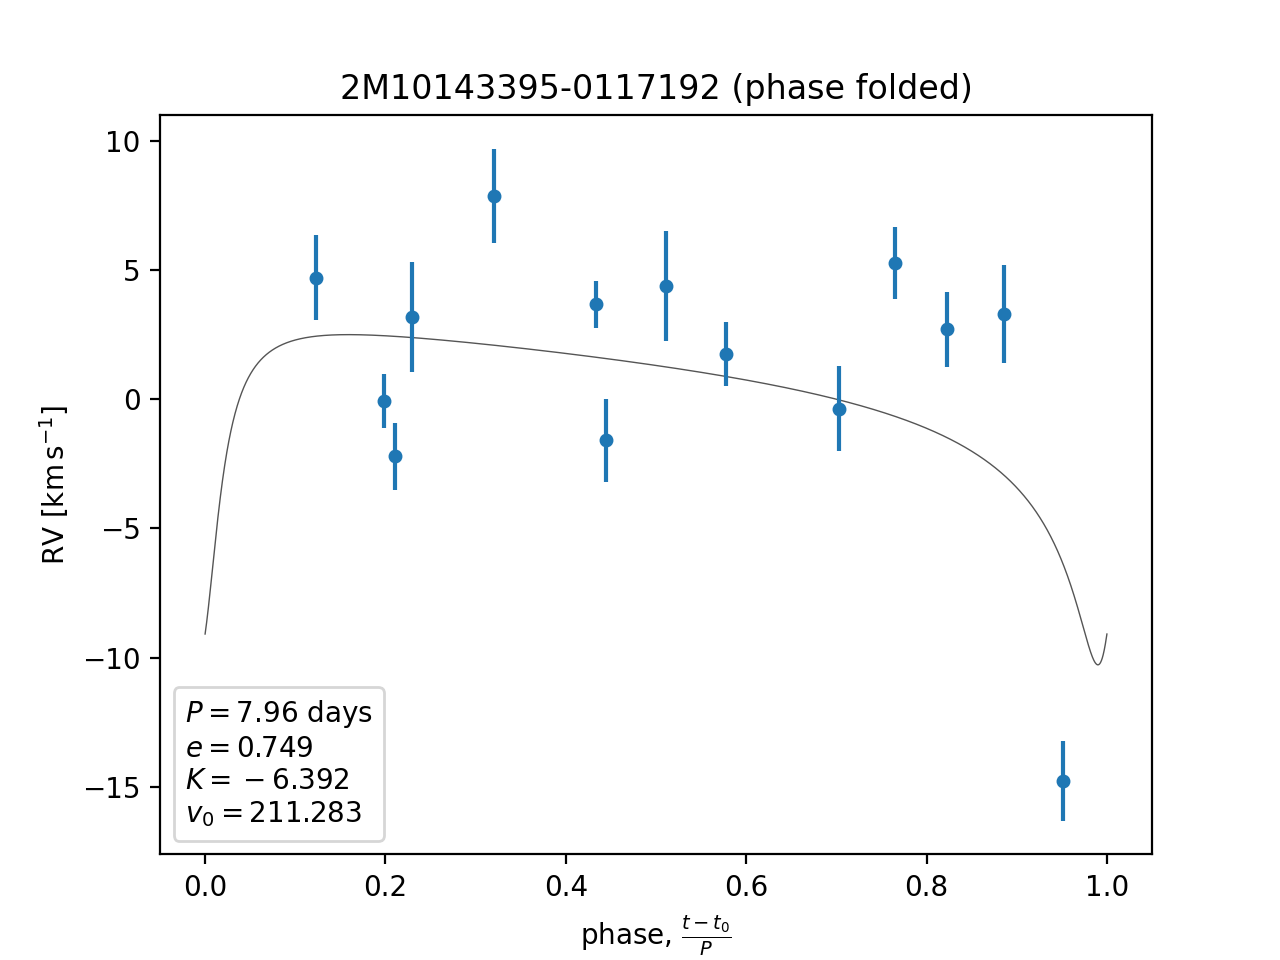 2M10143395-0117192 (phase folded)
10
5
0
−5
−10
−15
RV [km s⁻¹]
P = 7.96 days
e = 0.749
K = − 6.392
v₀ = 211.283
0.0 0.2 0.4 0.6 0.8 1.0
phase, (t − t₀)/P